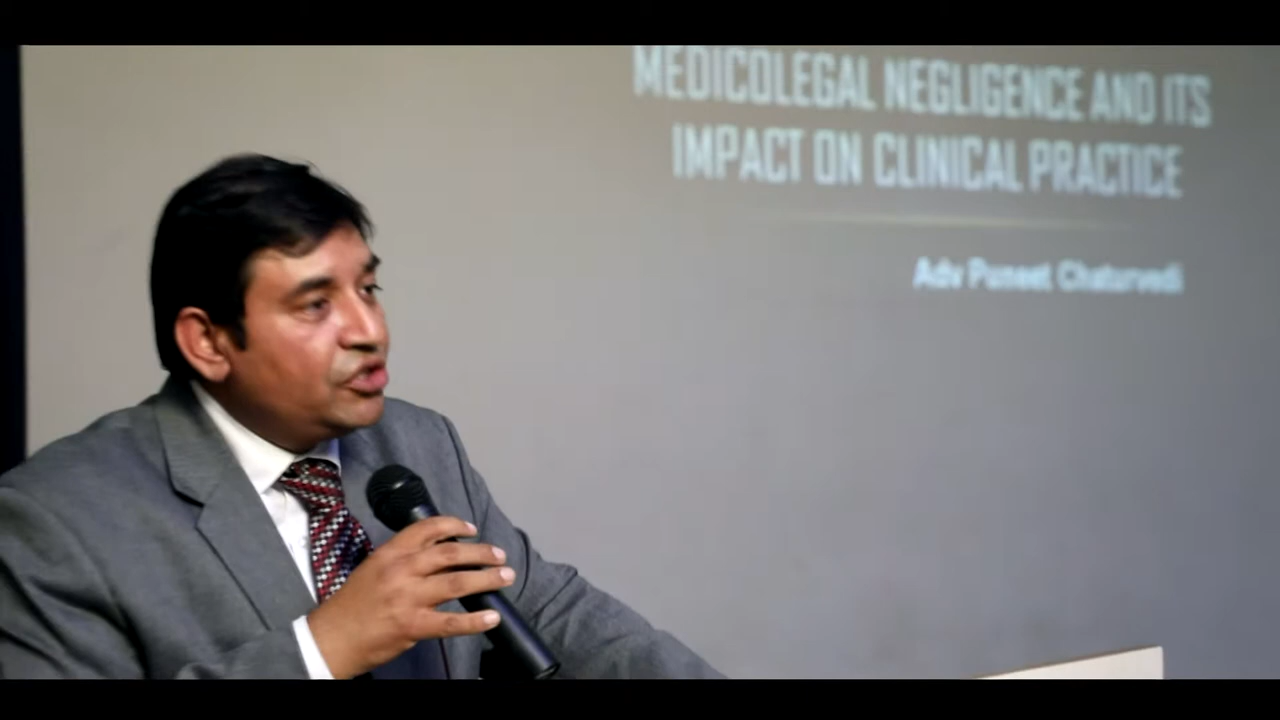 MEDICOLEGAL NEGLIGENCE AND ITS
IMPACT ON CLINICAL PRACTICE
Adv Puneet Chaturvedi